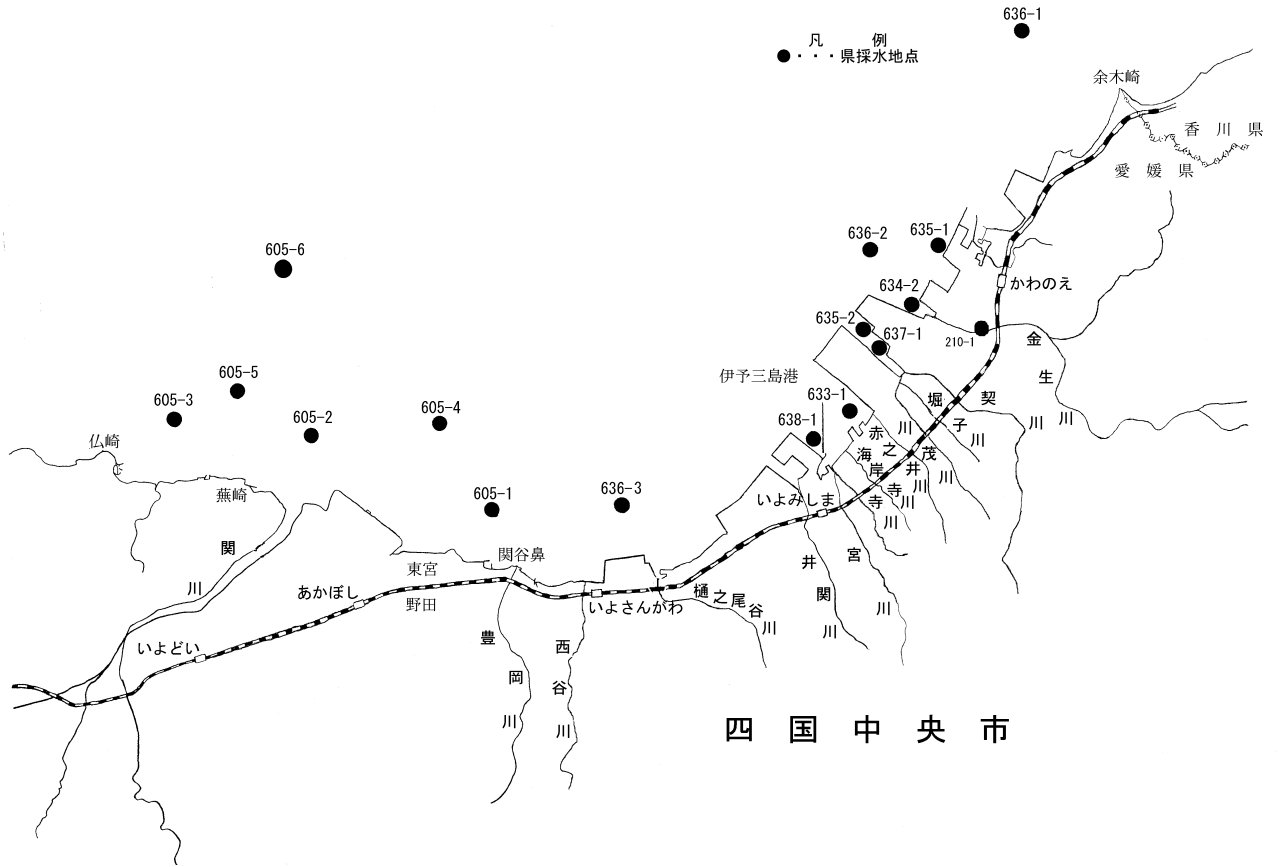 636-1
凡 例
●・・・県採水地点
余木崎
香川県
愛媛県
636-2
635-1
605-6
634-2
かわのえ
635-2
637-1
210-1
金生川
伊予三島港
605-5
605-3
605-2
605-4
633-1
638-1
堀川
契川
子川
赤之井川
茂川
海岸寺川
寺川
仏崎
蕪崎
関川
605-1
636-3
いよみしま
関谷鼻
東宮
あかぼし
野田
いよさんがわ
樋之尾谷川
井関川
宮川
いよどい
豊岡川
西谷川
四国中央市